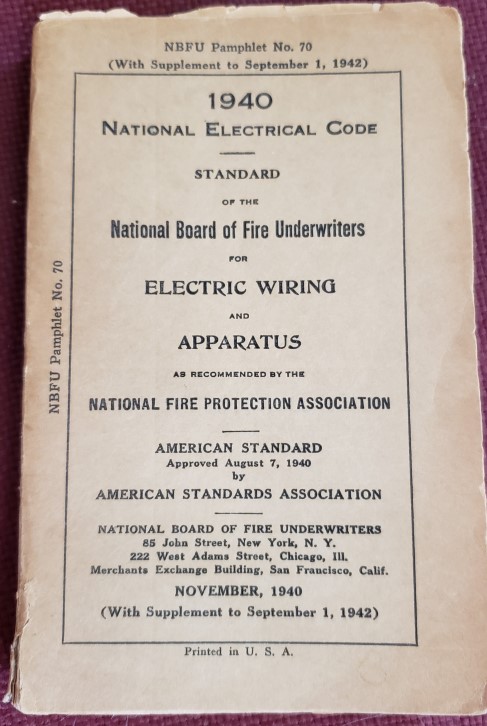 NBFU Pamphlet No. 70
(With Supplement to September 1, 1942)
1940
NATIONAL ELECTRICAL CODE
STANDARD
OF THE
National Board of Fire Underwriters
FOR
ELECTRIC WIRING
AND
APPARATUS
AS RECOMMENDED BY THE
NATIONAL FIRE PROTECTION ASSOCIATION
AMERICAN STANDARD
Approved August 7, 1940
by
AMERICAN STANDARDS ASSOCIATION
NATIONAL BOARD OF FIRE UNDERWRITERS
85 John Street, New York, N. Y.
222 West Adams Street, Chicago, Ill.
Merchants Exchange Building, San Francisco, Calif.
NOVEMBER, 1940
(With Supplement to September 1, 1942)
Printed in U. S. A.
NBFU Pamphlet No. 70